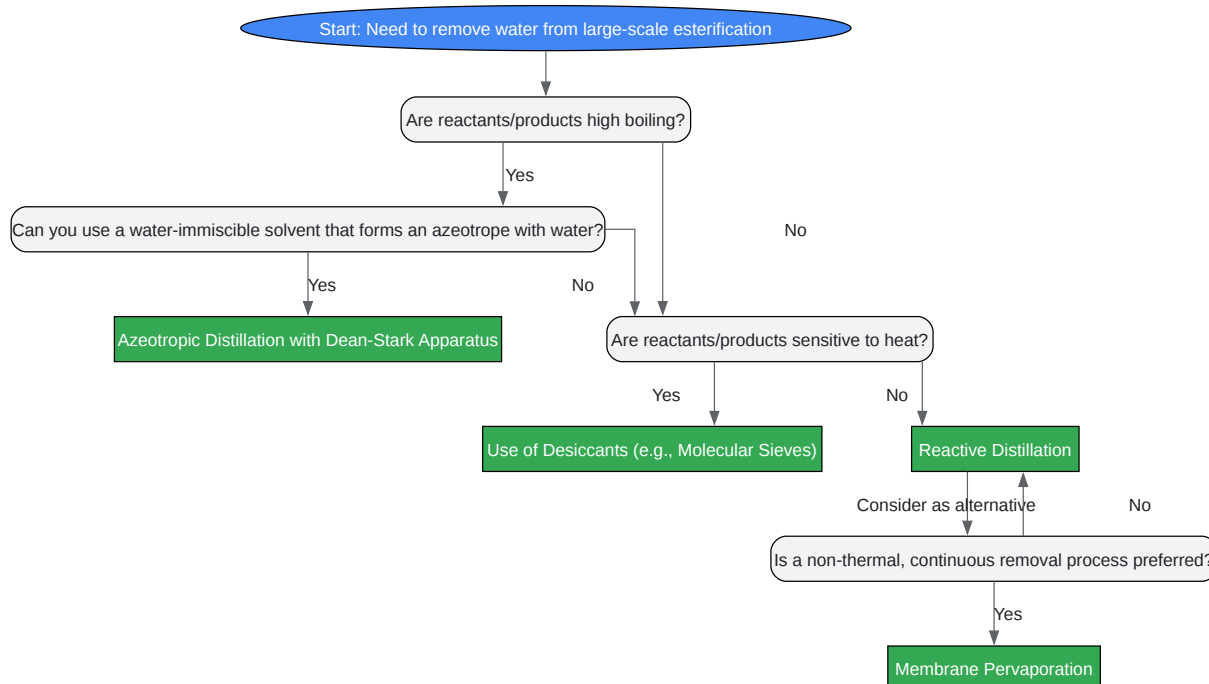 Start: Need to remove water from large-scale esterification
Are reactants/products high boiling?
Yes
Can you use a water-immiscible solvent that forms an azeotrope with water?
No
Yes
No
Azeotropic Distillation with Dean-Stark Apparatus
Are reactants/products sensitive to heat?
Yes
No
Use of Desiccants (e.g., Molecular Sieves)
Reactive Distillation
Consider as alternative
No
Is a non-thermal, continuous removal process preferred?
Yes
Membrane Pervaporation